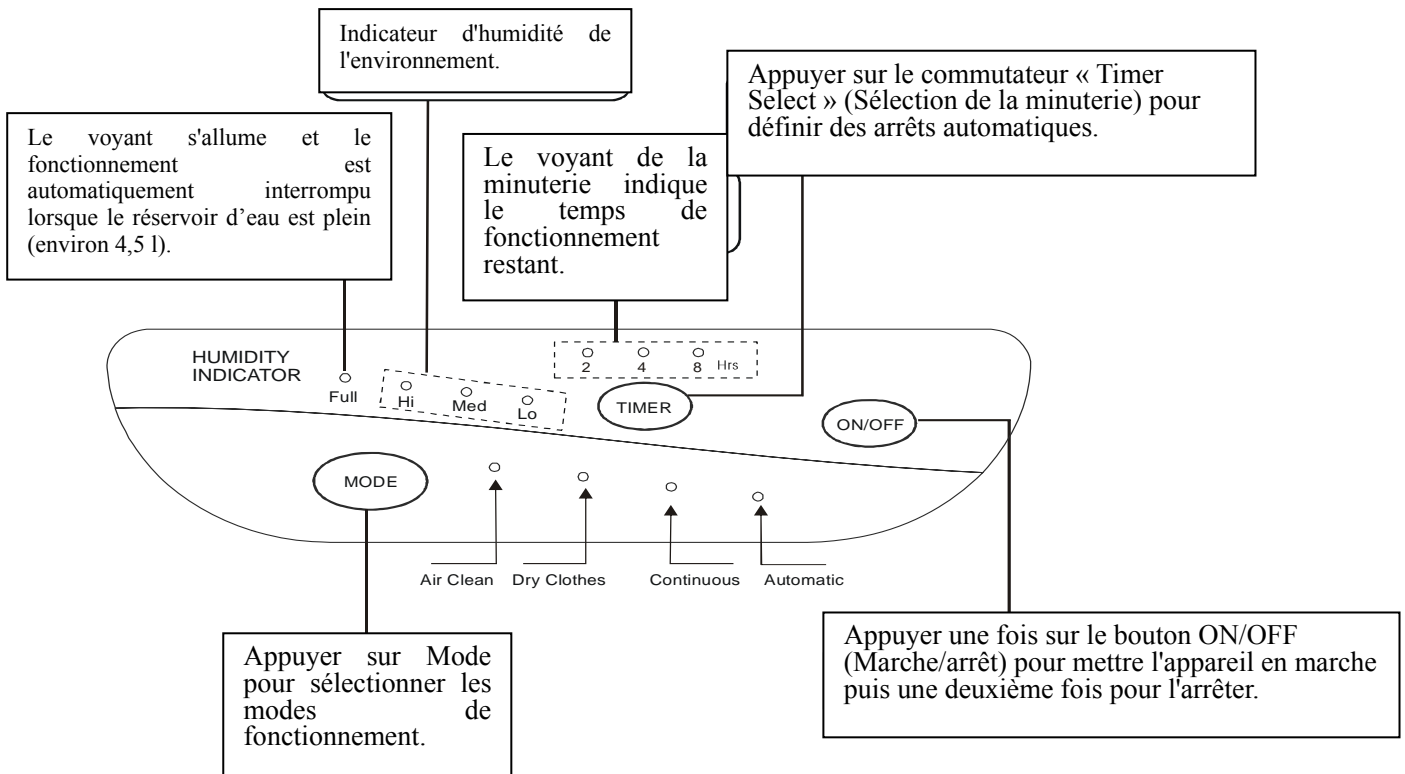 Indicateur d'humidité de
l'environnement.
Appuyer sur le commutateur « Timer
Select » (Sélection de la minuterie) pour
définir des arrêts automatiques.
Le voyant s'allume et le
fonctionnement est
automatiquement interrompu
lorsque le réservoir d’eau est plein
(environ 4,5 l).
Le voyant de la
minuterie indique
le temps de
fonctionnement
restant.
HUMIDITY
INDICATOR
Full
Hi
Med
Lo
2 4 8 Hrs
TIMER
ON/OFF
MODE
Air Clean Dry Clothes Continuous Automatic
Appuyer sur Mode
pour sélectionner les
modes de
fonctionnement.
Appuyer une fois sur le bouton ON/OFF
(Marche/arrêt) pour mettre l'appareil en marche
puis une deuxième fois pour l'arrêter.